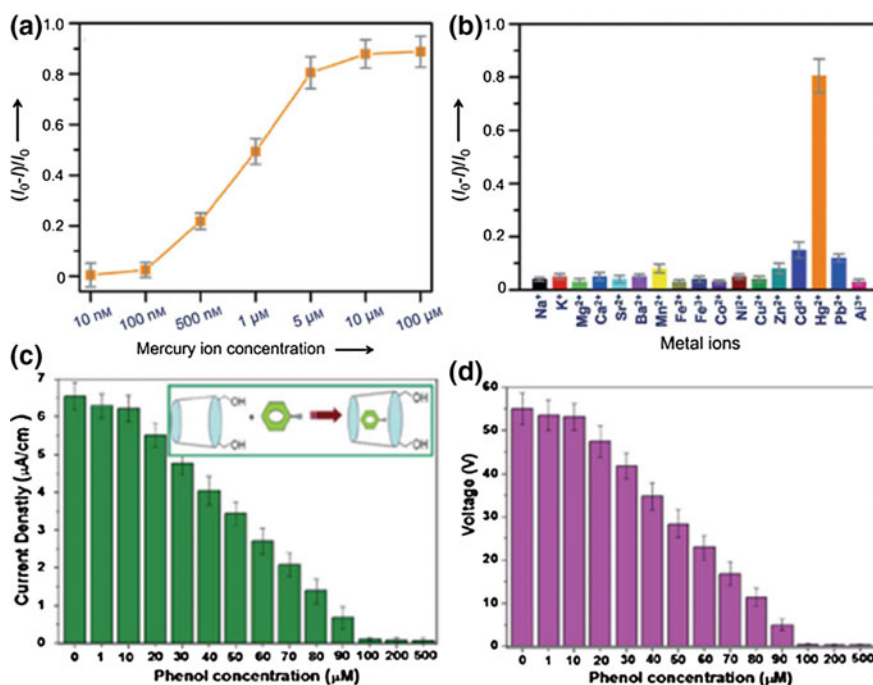 (a)
1.0
0.8
0.6
0.4
0.2
0
(I₀-I)/I₀
10 nM
100 nM
500 nM
1 µM
5 µM
10 µM
100 µM
Mercury ion concentration
(b)
1.0
0.8
0.6
0.4
0.2
0.0
(I₀-I)/I₀
Na⁺
K⁺
Mg²⁺
Ca²⁺
Sr²⁺
Ba²⁺
Mn²⁺
Fe²⁺
Fe³⁺
Co²⁺
Ni²⁺
Cu²⁺
Zn²⁺
Cd²⁺
Hg²⁺
Pb²⁺
Al³⁺
Metal ions
(c)
7
6
5
4
3
2
1
0
Current Denstly (µA/cm)
OH
OH
OH
OH
0 1 10 20 30 40 50 60 70 80 90 100 200 500
Phenol concentration (µM)
(d)
60
50
40
30
20
10
0
Voltage (V)
0 1 10 20 30 40 50 60 70 80 90 100 200 500
Phenol concentration (µM)